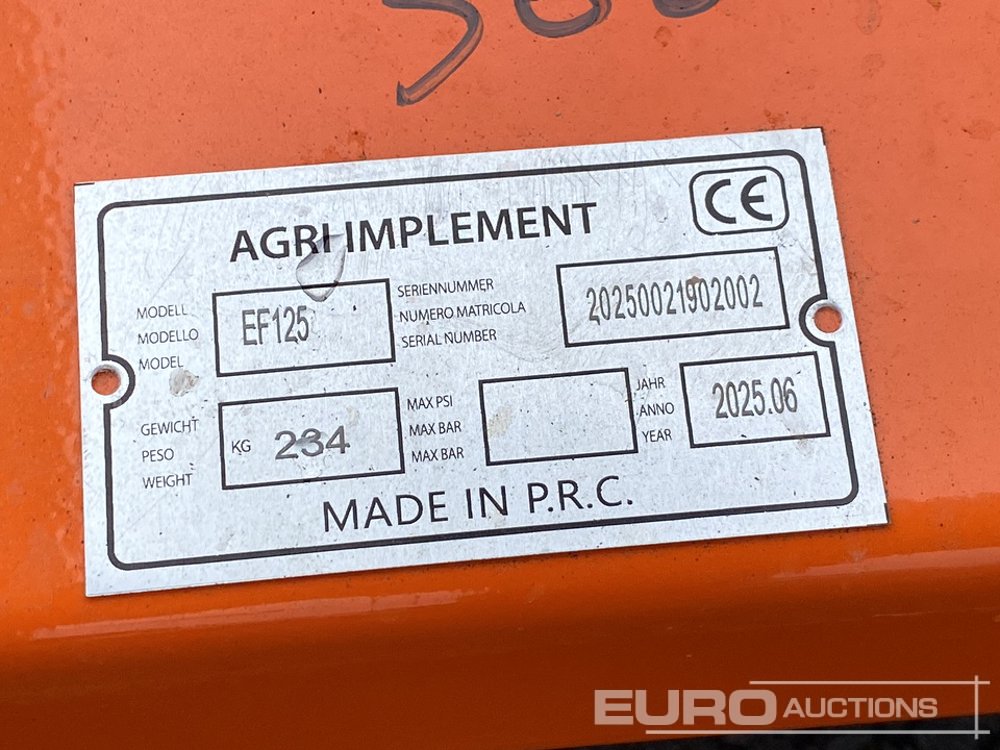 AGRI IMPLEMENT
CE
MODELL
MODELLO
MODEL
EF125
SERIENNUMMER
NUMERO MATRICOLA
SERIAL NUMBER
20250021902002
GEWICHT
PESO
WEIGHT
KG 234
MAX PSI
MAX BAR
MAX BAR
JAHR
ANNO
YEAR
2025.06
MADE IN P.R.C.
EURO AUCTIONS